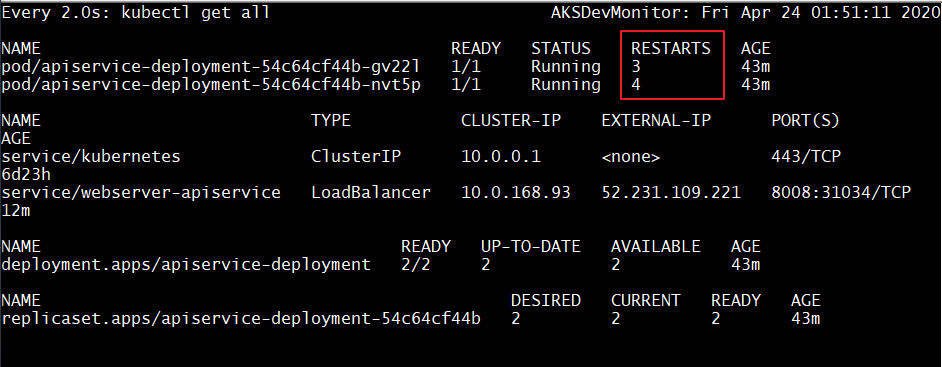 Every 2.0s: kubectl get all AKSDevMonitor: Fri Apr 24 01:51:11 2020
NAME READY STATUS RESTARTS AGE
pod/apiservice-deployment-54c64cf44b-gv22l 1/1 Running 3 43m
pod/apiservice-deployment-54c64cf44b-nvt5p 1/1 Running 4 43m
NAME TYPE CLUSTER-IP EXTERNAL-IP PORT(S)
AGE
service/kubernetes ClusterIP 10.0.0.1 <none> 443/TCP
6d23h
service/webserver-apiservice LoadBalancer 10.0.168.93 52.231.109.221 8008:31034/TCP
12m
NAME READY UP-TO-DATE AVAILABLE AGE
deployment.apps/apiservice-deployment 2/2 2 2 43m
NAME DESIRED CURRENT READY AGE
replicaset.apps/apiservice-deployment-54c64cf44b 2 2 2 43m